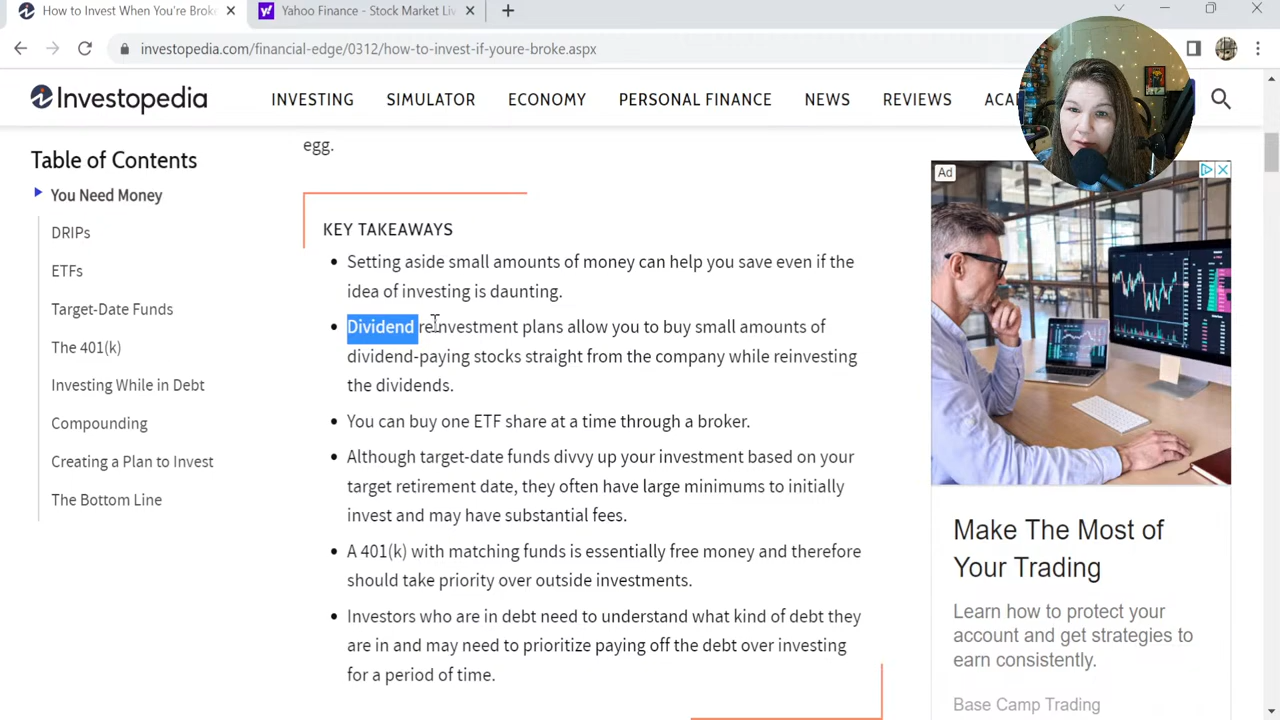 How to Invest When You're Broke
Yahoo Finance - Stock Market Liv
investopedia.com/financial-edge/0312/how-to-invest-if-youre-broke.aspx
Investopedia
INVESTING
SIMULATOR
ECONOMY
PERSONAL FINANCE
NEWS
REVIEWS
ACA
egg.
Table of Contents
You Need Money
DRIPs
ETFs
Target-Date Funds
The 401(k)
Investing While in Debt
Compounding
Creating a Plan to Invest
The Bottom Line
KEY TAKEAWAYS
• Setting aside small amounts of money can help you save even if the
idea of investing is daunting.
• Dividend reinvestment plans allow you to buy small amounts of
dividend-paying stocks straight from the company while reinvesting
the dividends.
• You can buy one ETF share at a time through a broker.
• Although target-date funds divvy up your investment based on your
target retirement date, they often have large minimums to initially
invest and may have substantial fees.
• A 401(k) with matching funds is essentially free money and therefore
should take priority over outside investments.
• Investors who are in debt need to understand what kind of debt they
are in and may need to prioritize paying off the debt over investing
for a period of time.
Ad
Make The Most of
Your Trading
Learn how to protect your
account and get strategies to
earn consistently.
Base Camp Trading